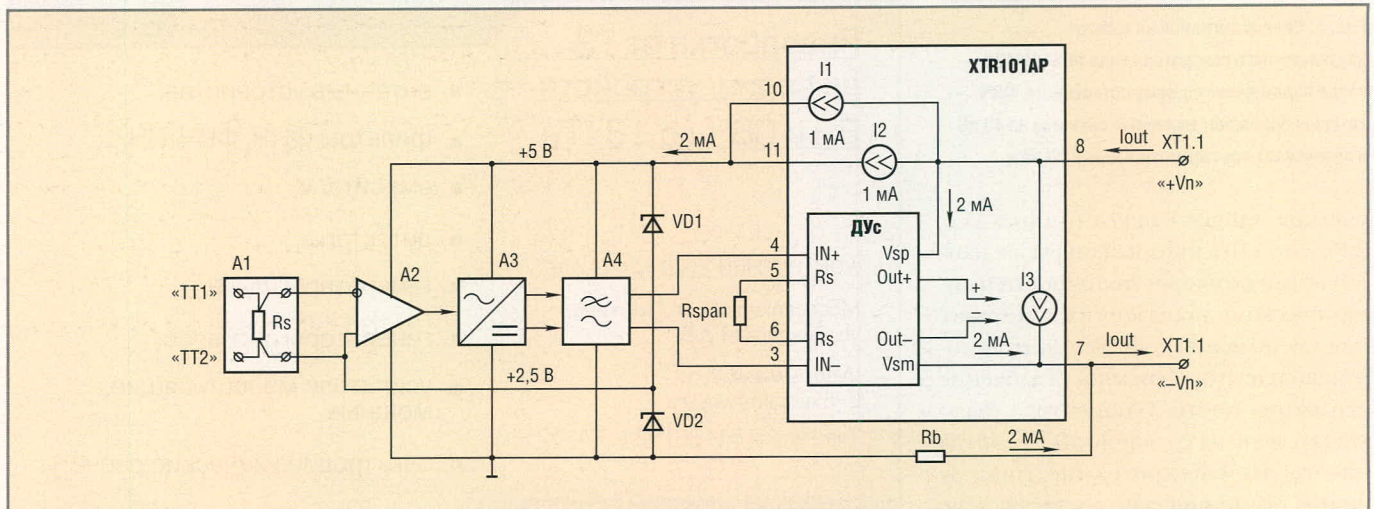 XTR101AP
I1
10
1 мА
I2
2 мА
11
1 мА
8
Iout
XT1.1
«+Vn»
+5 В
2 мА
VD1
ДУс
4
IN+
Vsp
5
Rs
Out+
+
I3
A1
A2
A3
A4
«TT1»
Rs
«TT2»
Rspan
–
6
Rs
Out–
2 мА
7
Iout
XT1.1
3
IN–
Vsm
«–Vn»
+2,5 В
VD2
Rb
2 мА